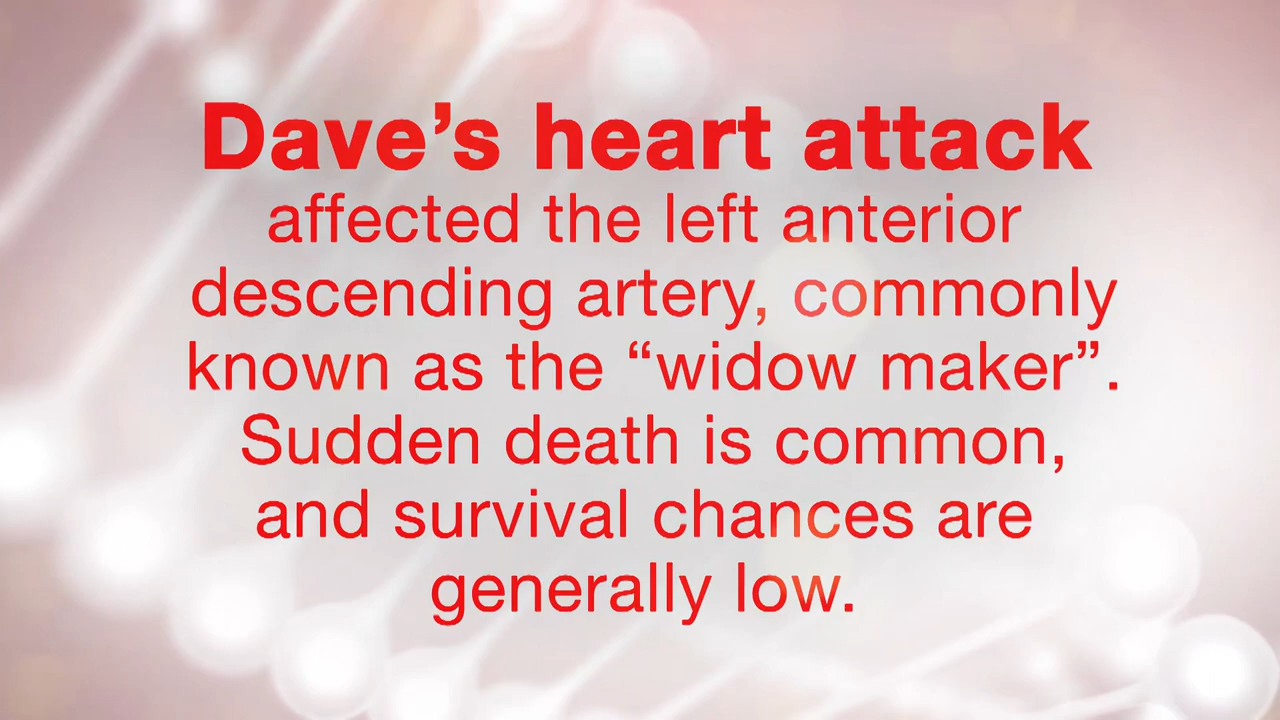 Dave’s heart attack
affected the left anterior
descending artery, commonly
known as the “widow maker”.
Sudden death is common,
and survival chances are
generally low.